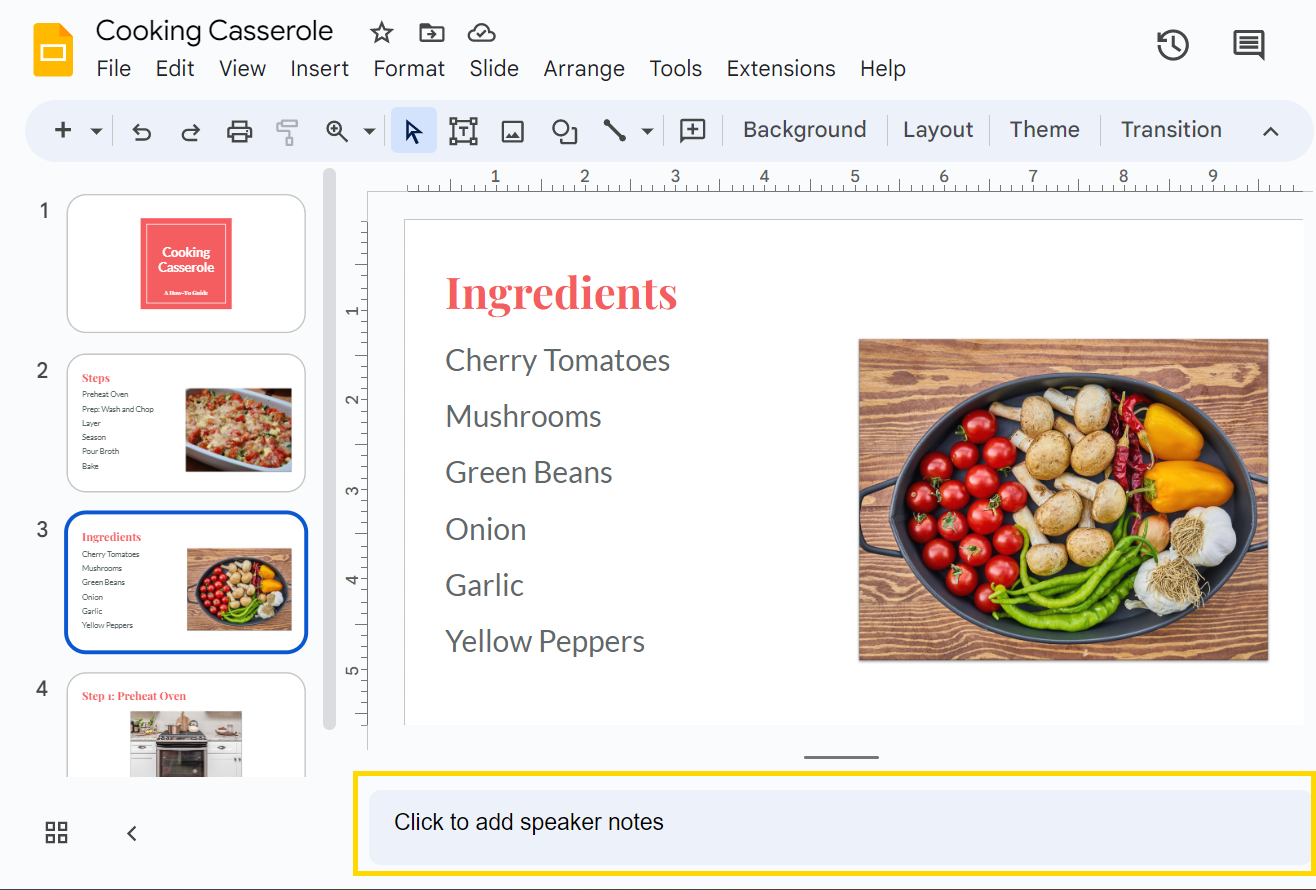 Cooking Casserole
File Edit View Insert Format Slide Arrange Tools Extensions Help
Background Layout Theme Transition
1 2 3 4 5 6 7 8 9
1
Cooking
Casserole
A How-To Guide
2
Steps
Preheat Oven
Prep: Wash and Chop
Layer
Season
Pour Broth
Bake
3
Ingredients
Cherry Tomatoes
Mushrooms
Green Beans
Onion
Garlic
Yellow Peppers
4
Step 1: Preheat Oven
1
2
3
4
5
Ingredients
Cherry Tomatoes
Mushrooms
Green Beans
Onion
Garlic
Yellow Peppers
Click to add speaker notes